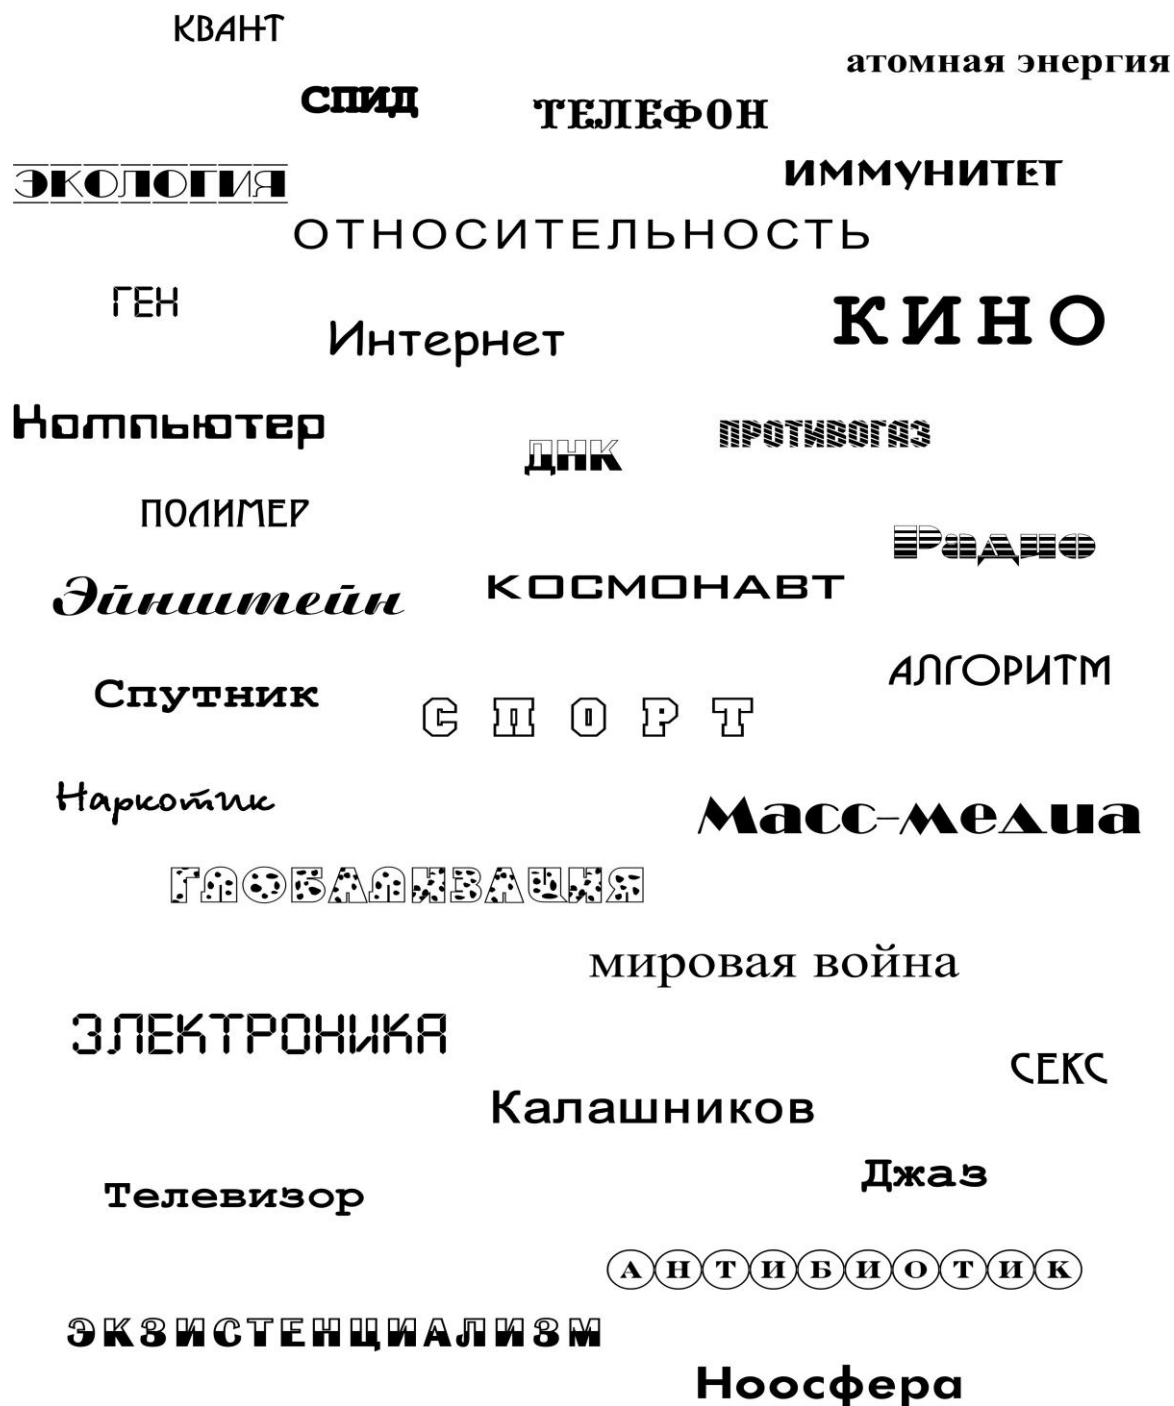 КВАНТ
атомная энергия
СПИД
ТЕЛЕФОН
ИММУНИТЕТ
ЭКОЛОГИЯ
ОТНОСИТЕЛЬНОСТЬ
ГЕН
КИНО
Интернет
Компьютер
ПРОТИВОГАЗ
ДНК
ПОЛИМЕР
Радио
КОСМОНАВТ
Эйнштейн
АЛГОРИТМ
Спутник
СПОРТ
Наркотик
Масс-медиа
ГЛОБАЛИЗАЦИЯ
мировая война
ЭЛЕКТРОНИКА
СЕКС
Калашников
Джаз
Телевизор
АНТИБИОТИК
ЭКЗИСТЕНЦИАЛИЗМ
Ноосфера